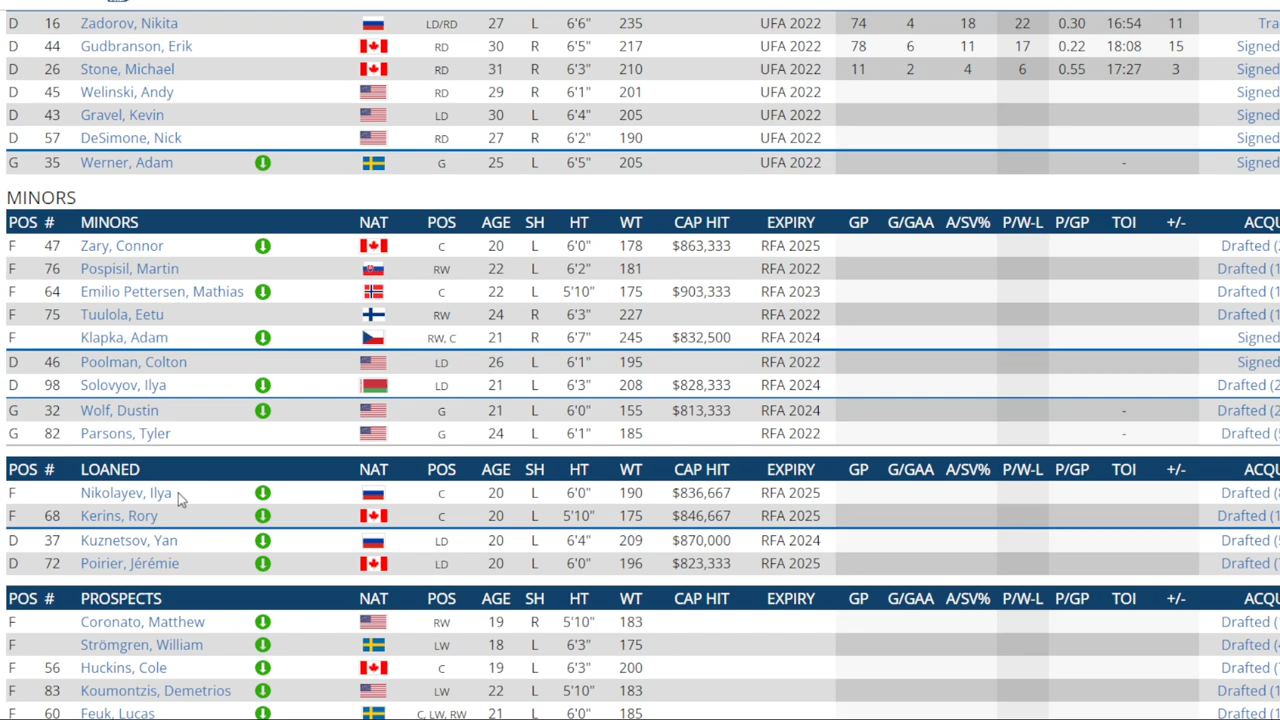 D 16 Zadorov, Nikita LD/RD 27 L 6'6" 235 UFA 2022 74 4 18 22 0.30 16:54 11 Tra
D 44 Gudbranson, Erik RD 30 R 6'5" 217 UFA 2022 78 6 11 17 0.22 18:08 15 Signed
D 26 Stone, Michael RD 31 R 6'3" 210 UFA 2022 11 2 4 6 0.55 17:27 3 Signed
D 45 Welinski, Andy RD 29 R 6'1" 201 UFA 2022 Signed
D 43 Gravel, Kevin LD 30 L 6'4" 205 UFA 2022 Signed
D 57 DeSimone, Nick RD 27 R 6'2" 190 UFA 2022 Signed
G 35 Werner, Adam G 25 L 6'5" 205 UFA 2022 - Signed
MINORS
POS # MINORS NAT POS AGE SH HT WT CAP HIT EXPIRY GP G/GAA A/SV% P/W-L P/GP TOI +/- ACQU
F 47 Zary, Connor C 20 L 6'0" 178 $863,333 RFA 2025 Drafted (2
F 76 Pospisil, Martin RW 22 L 6'2" 181 RFA 2022 Drafted (1
F 64 Emilio Pettersen, Mathias C 22 L 5'10" 175 $903,333 RFA 2023 Drafted (1
F 75 Tuulola, Eetu RW 24 R 6'3" 227 RFA 2022 Drafted (1
F Klapka, Adam RW, C 21 R 6'7" 245 $832,500 RFA 2024 Signed
D 46 Poolman, Colton LD 26 L 6'1" 195 RFA 2022 Signed
D 98 Solovyov, Ilya LD 21 L 6'3" 208 $828,333 RFA 2024 Drafted (2
G 32 Wolf, Dustin G 21 L 6'0" 155 $813,333 RFA 2024 - Drafted (2
G 82 Parsons, Tyler G 24 L 6'1" 185 RFA 2022 - Drafted (5
POS # LOANED NAT POS AGE SH HT WT CAP HIT EXPIRY GP G/GAA A/SV% P/W-L P/GP TOI +/- ACQU
F Nikolayev, Ilya C 20 L 6'0" 190 $836,667 RFA 2025 Drafted (8
F 68 Kerins, Rory C 20 L 5'10" 175 $846,667 RFA 2025 Drafted (1
D 37 Kuznetsov, Yan LD 20 L 6'4" 209 $870,000 RFA 2024 Drafted (5
D 72 Poirier, Jérémie LD 20 L 6'0" 196 $823,333 RFA 2025 Drafted (
POS # PROSPECTS NAT POS AGE SH HT WT CAP HIT EXPIRY GP G/GAA A/SV% P/W-L P/GP TOI +/- ACQU
F Coronato, Matthew RW 19 R 5'10" 183 Drafted (1
F Stromgren, William LW 18 L 6'3" 175 Drafted (4
F 56 Huckins, Cole C 19 L 6'3" 200 Drafted (
F 83 Kumontzis, Demetrios LW 22 L 5'10" Drafted (1
F 60 Feuk, Lucas C, LW, RW 21 L 6'0" 185 Drafted (